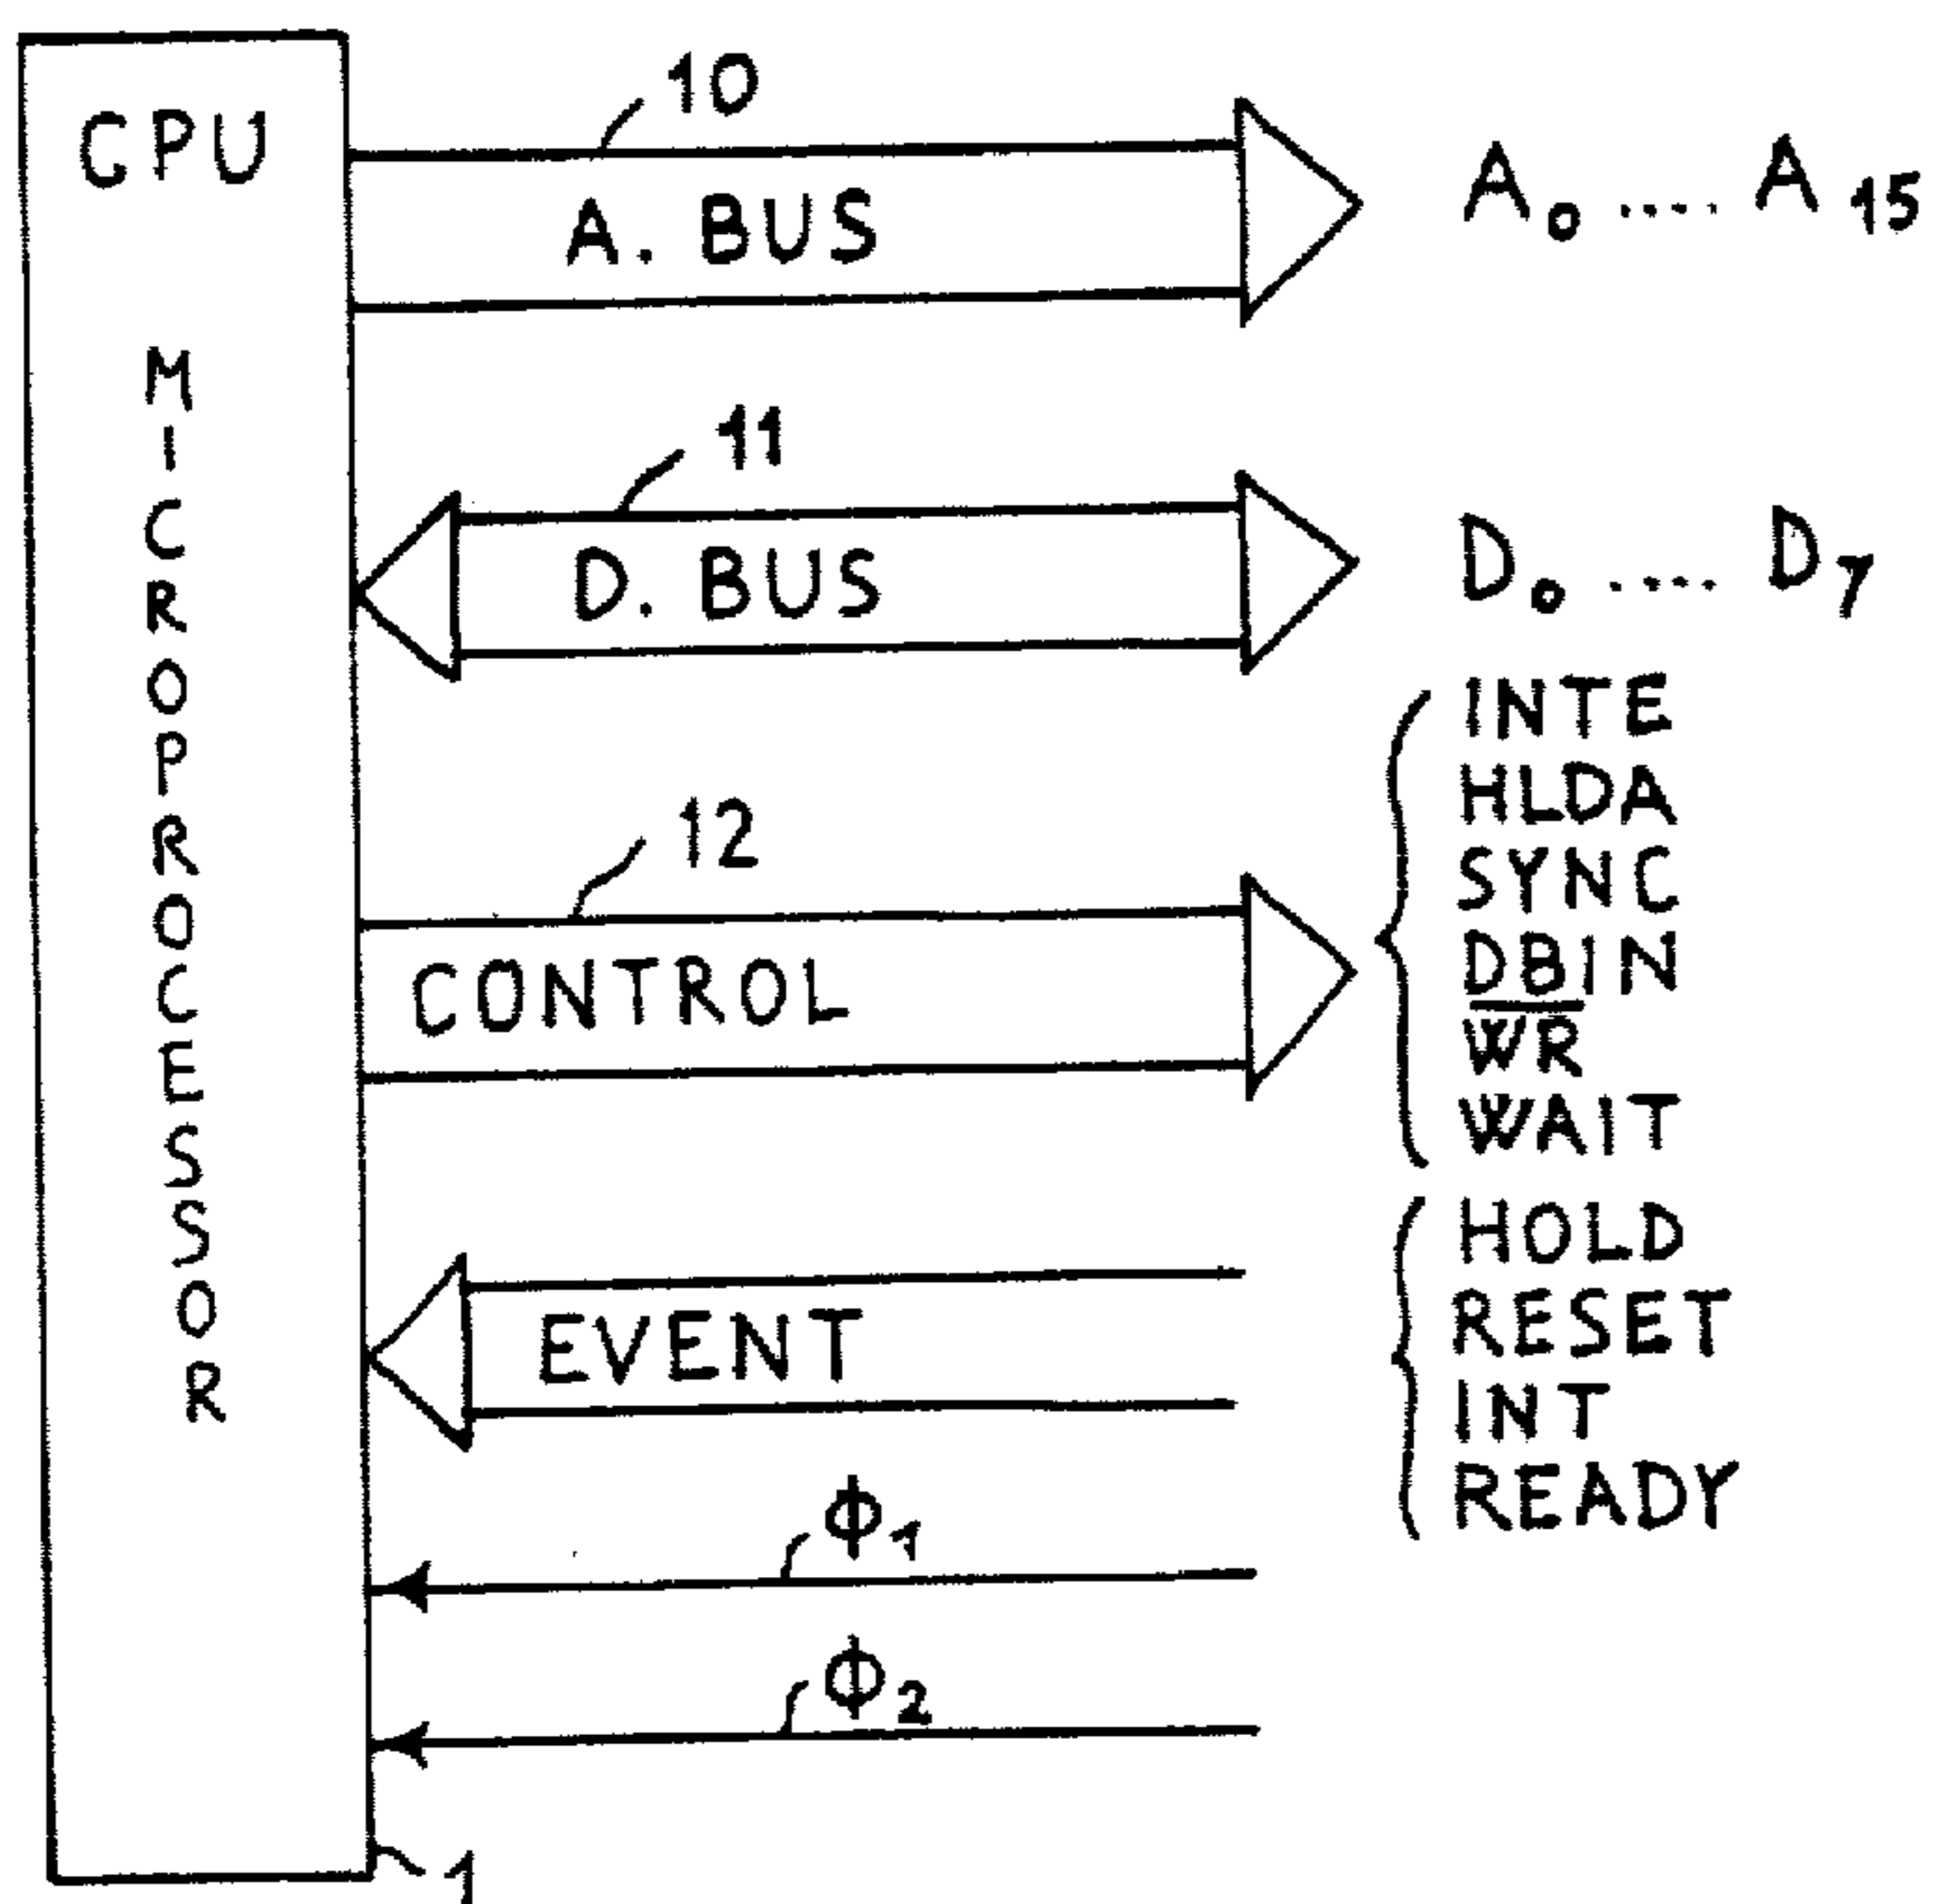 CPU
MICROPROCESSOR
10
A. BUS
A₀ .... A₁₅
11
D. BUS
D₀ .... D₇
12
CONTROL
INTE
HLDA
SYNC
DBIN
W̅R̅
WAIT
EVENT
HOLD
RESET
INT
READY
ϕ₁
ϕ₂
1